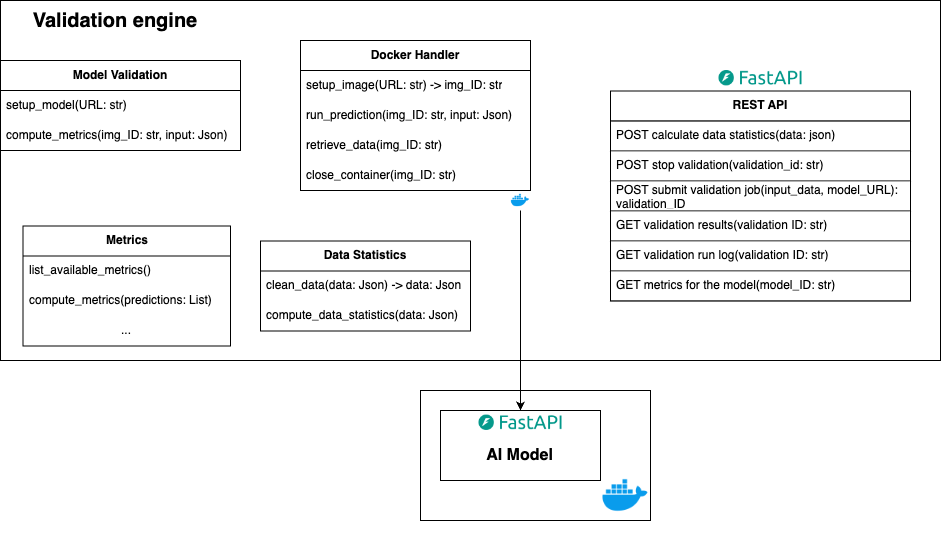 Validation engine
Model Validation
setup_model(URL: str)
compute_metrics(img_ID: str, input: Json)
Docker Handler
setup_image(URL: str) -> img_ID: str
run_prediction(img_ID: str, input: Json)
retrieve_data(img_ID: str)
close_container(img_ID: str)
FastAPI
REST API
POST calculate data statistics(data: json)
POST stop validation(validation_id: str)
POST submit validation job(input_data, model_URL):
validation_ID
GET validation results(validation ID: str)
GET validation run log(validation ID: str)
GET metrics for the model(model_ID: str)
Metrics
list_available_metrics()
compute_metrics(predictions: List)
...
Data Statistics
clean_data(data: Json) -> data: Json
compute_data_statistics(data: Json)
FastAPI
AI Model